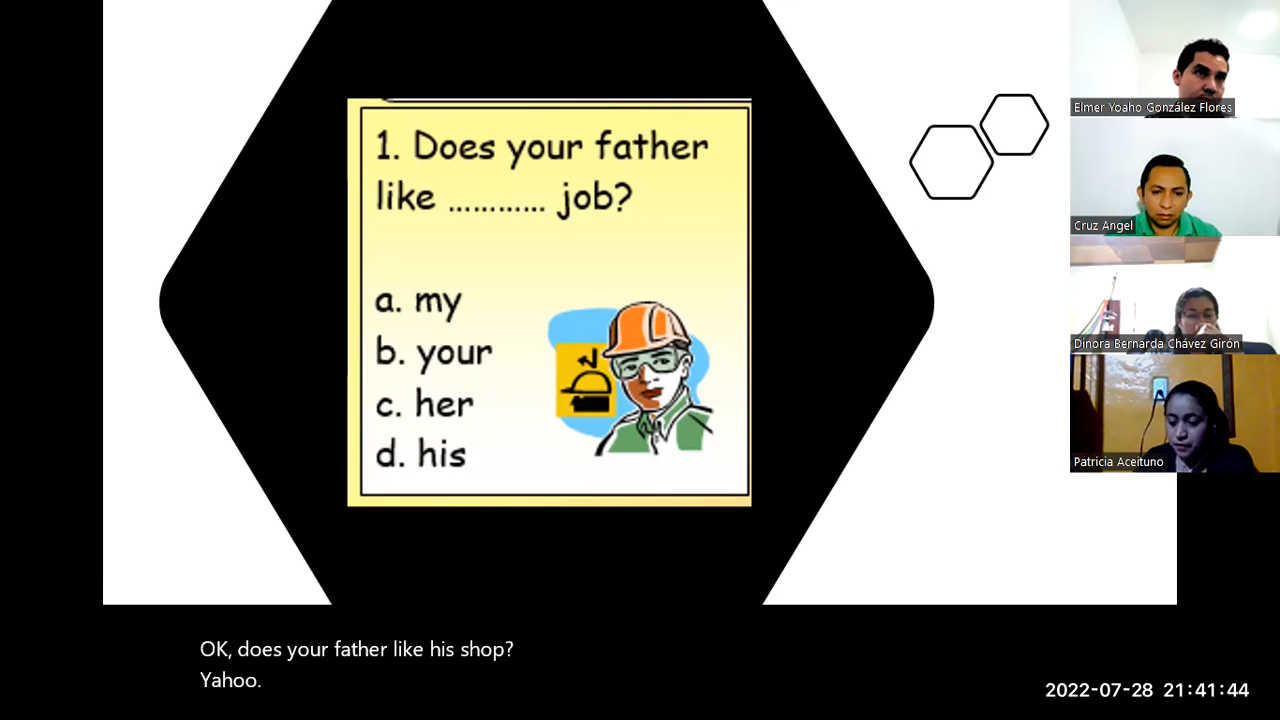 1. Does your father
like ............ job?
a. my
b. your
c. her
d. his
Elmer Yoaho González Flores
Cruz Angel
Dinora Bernarda Chávez Girón
Patricia Aceituno
OK, does your father like his shop?
Yahoo.
2022-07-28 21:41:44